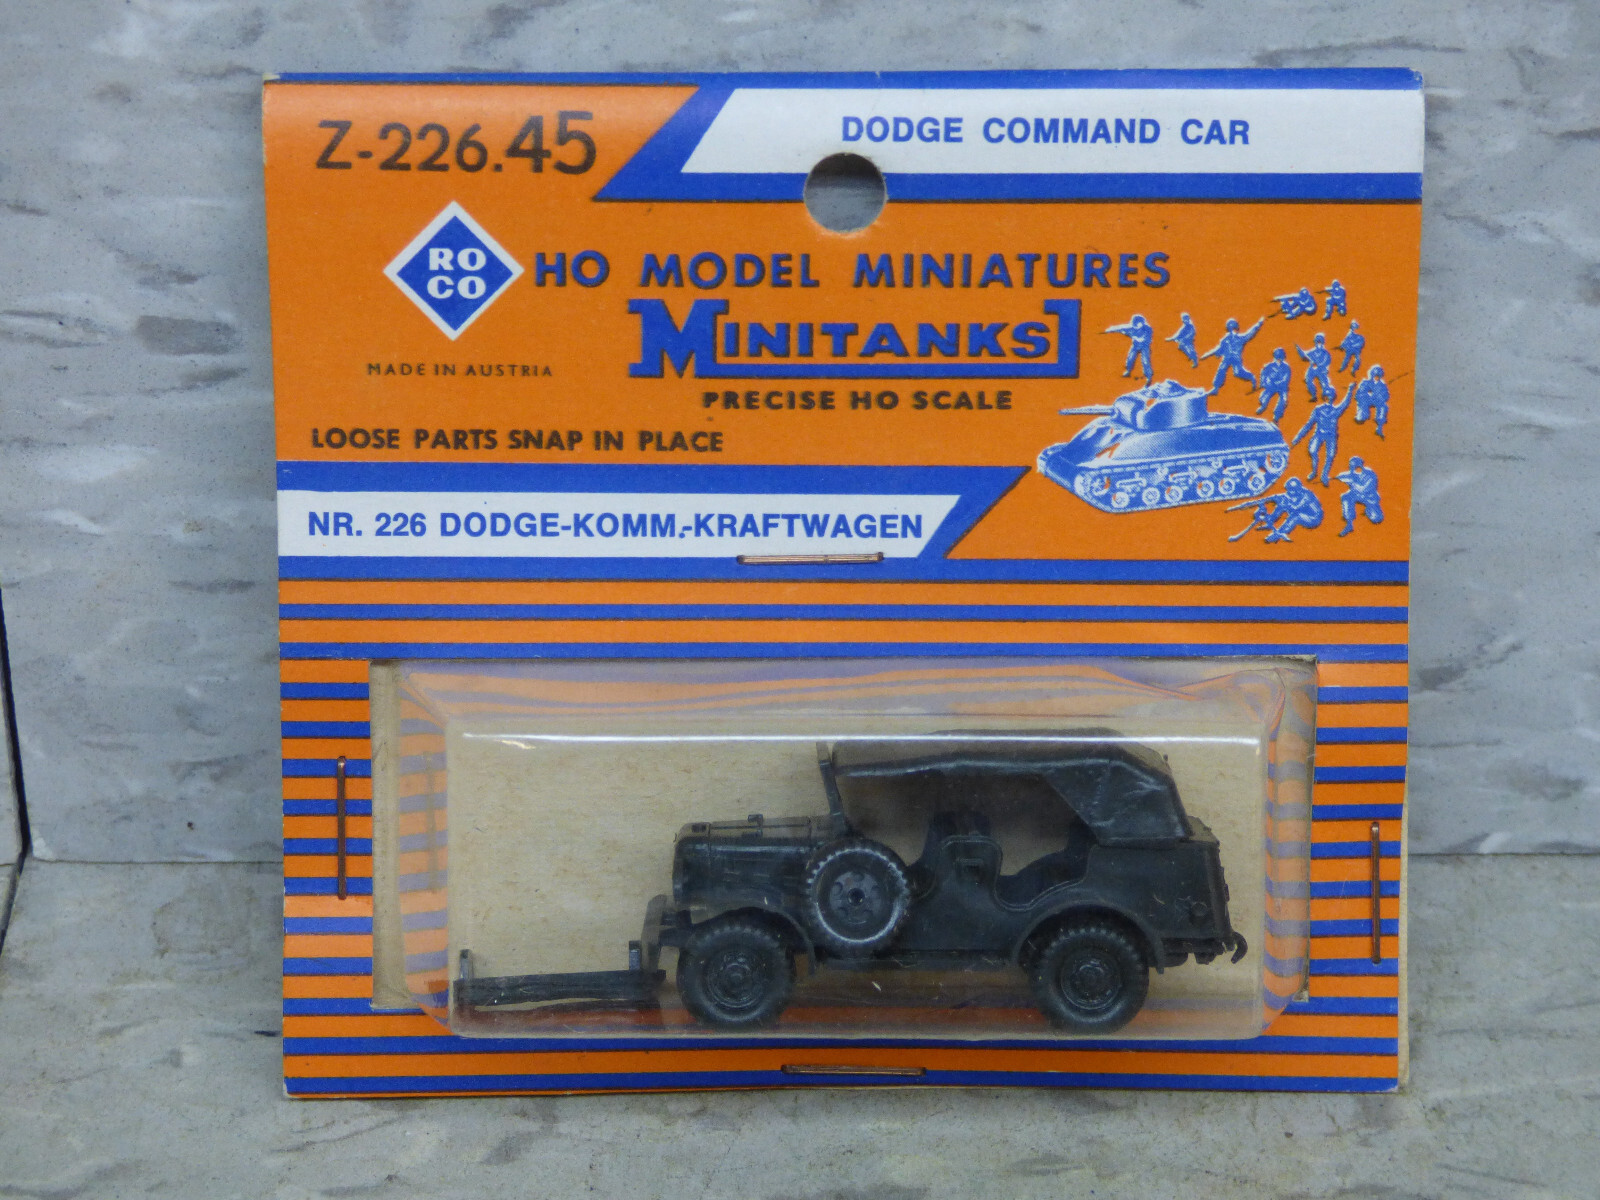 Z-226.45
DODGE COMMAND CAR
RO
CO
HO MODEL MINIATURES
MINITANKS
MADE IN AUSTRIA
PRECISE HO SCALE
LOOSE PARTS SNAP IN PLACE
NR. 226 DODGE-KOMM.-KRAFTWAGEN